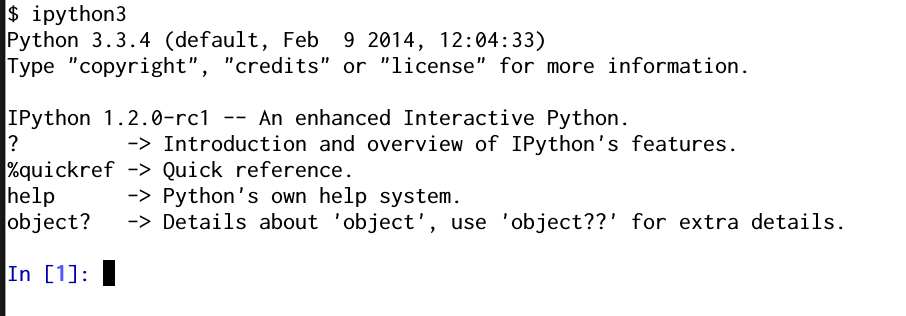 $ ipython3
Python 3.3.4 (default, Feb  9 2014, 12:04:33)
Type "copyright", "credits" or "license" for more information.

IPython 1.2.0-rc1 -- An enhanced Interactive Python.
?         -> Introduction and overview of IPython's features.
%quickref -> Quick reference.
help      -> Python's own help system.
object?   -> Details about 'object', use 'object??' for extra details.

In [1]: